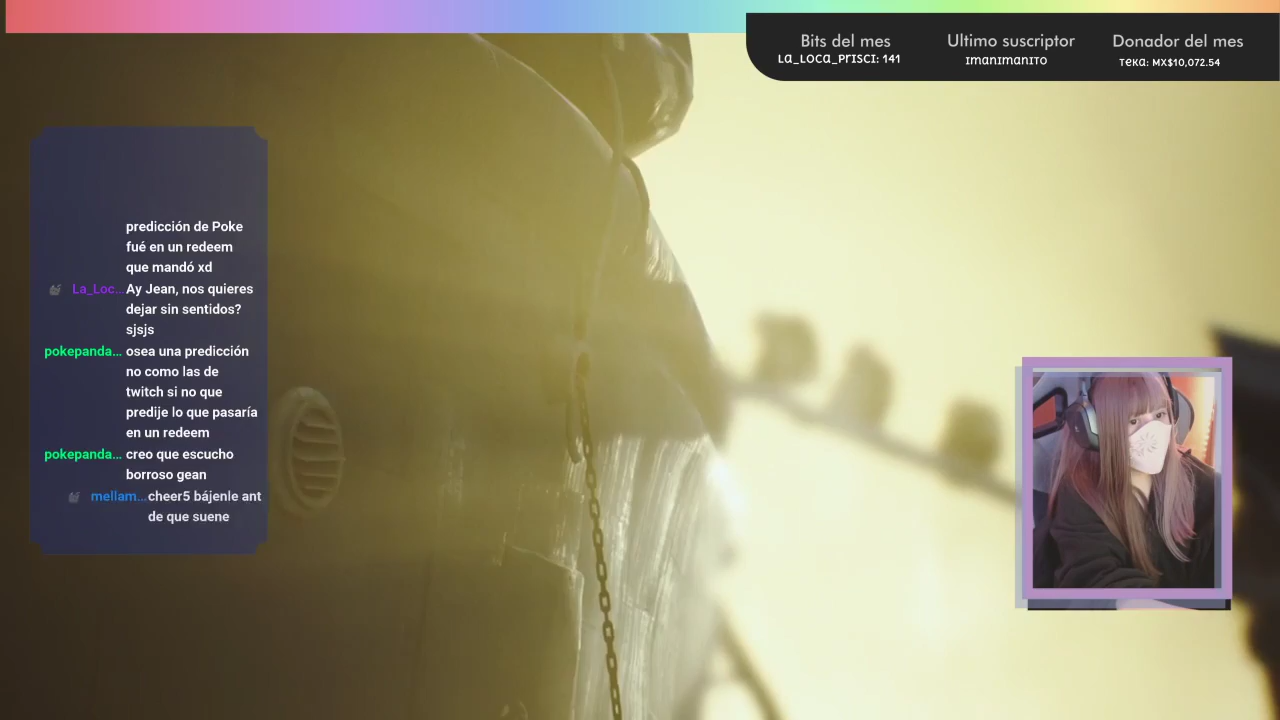 Bits del mes
La_Loca_Prisci: 141
Ultimo suscriptor
imanimanito
Donador del mes
Teka: MX$10,072.54
predicción de Poke
fué en un redeem
que mandó xd
La_Loc... Ay Jean, nos quieres
dejar sin sentidos?
sjsjs
pokepanda... osea una predicción
no como las de
twitch si no que
predije lo que pasaría
en un redeem
pokepanda... creo que escucho
borroso gean
mellam... cheer5 bájenle ant
de que suene